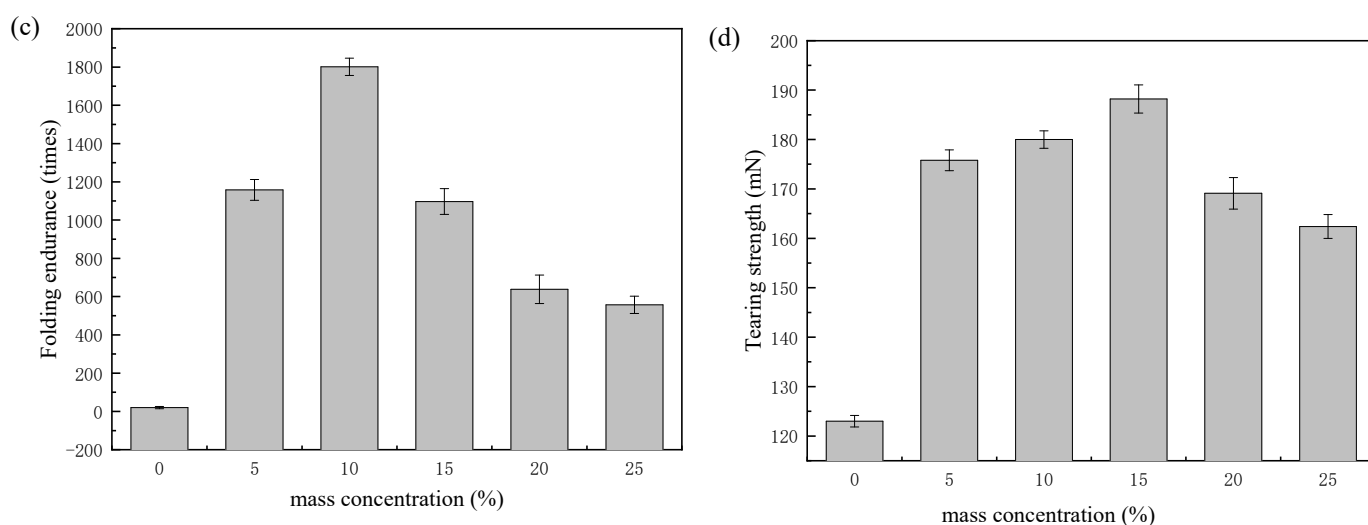 (c)
Folding endurance (times)
2000
1800
1600
1400
1200
1000
800
600
400
200
0
-200
0 5 10 15 20 25
mass concentration (%)
(d)
Tearing strength (mN)
200
190
180
170
160
150
140
130
120
0 5 10 15 20 25
mass concentration (%)